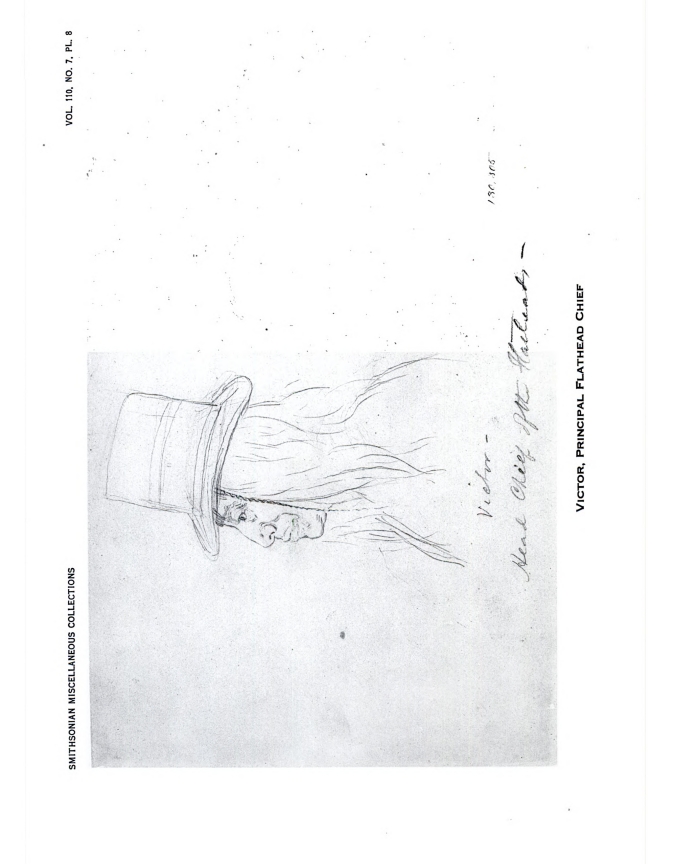 SMITHSONIAN MISCELLANEOUS COLLECTIONS
VOL. 110, NO. 7, PL. 8
130,305
Victor —
Head Chief of the Flatheads, —
VICTOR, PRINCIPAL FLATHEAD CHIEF